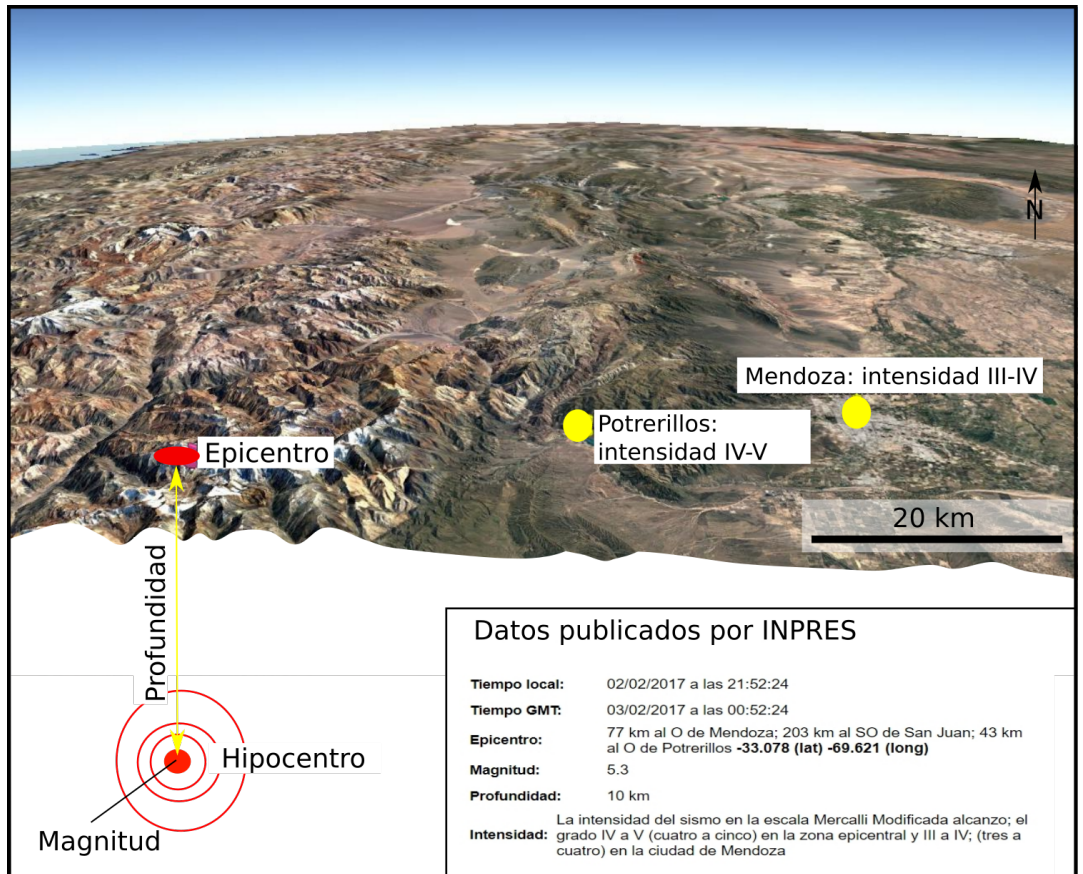 N
Mendoza: intensidad III-IV
Potrerillos:
intensidad IV-V
Epicentro
20 km
Profundidad
Hipocentro
Magnitud
Datos publicados por INPRES
Tiempo local: 02/02/2017 a las 21:52:24
Tiempo GMT: 03/02/2017 a las 00:52:24
Epicentro: 77 km al O de Mendoza; 203 km al SO de San Juan; 43 km
al O de Potrerillos -33.078 (lat) -69.621 (long)
Magnitud: 5.3
Profundidad: 10 km
Intensidad: La intensidad del sismo en la escala Mercalli Modificada alcanzo; el
grado IV a V (cuatro a cinco) en la zona epicentral y III a IV; (tres a
cuatro) en la ciudad de Mendoza